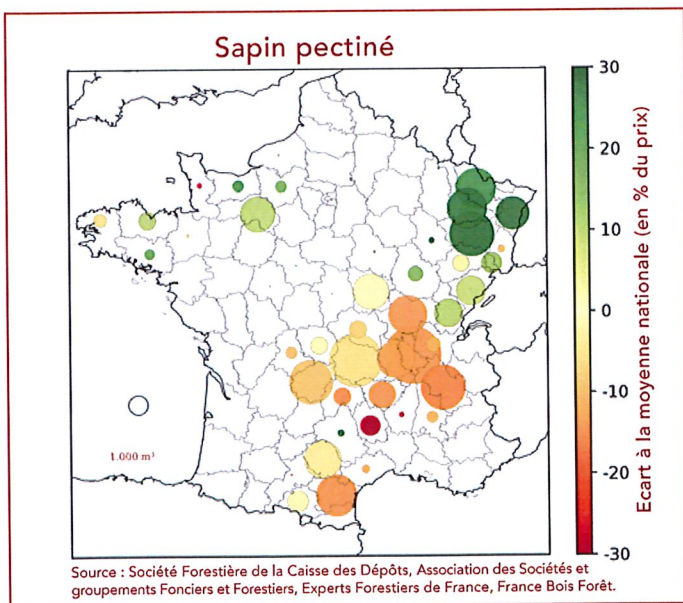 Sapin pectiné
30
20
10
0
-10
-20
-30
Ecart à la moyenne nationale (en % du prix)
1.000 m³
Source : Société Forestière de la Caisse des Dépôts, Association des Sociétés et
groupements Fonciers et Forestiers, Experts Forestiers de France, France Bois Forêt.